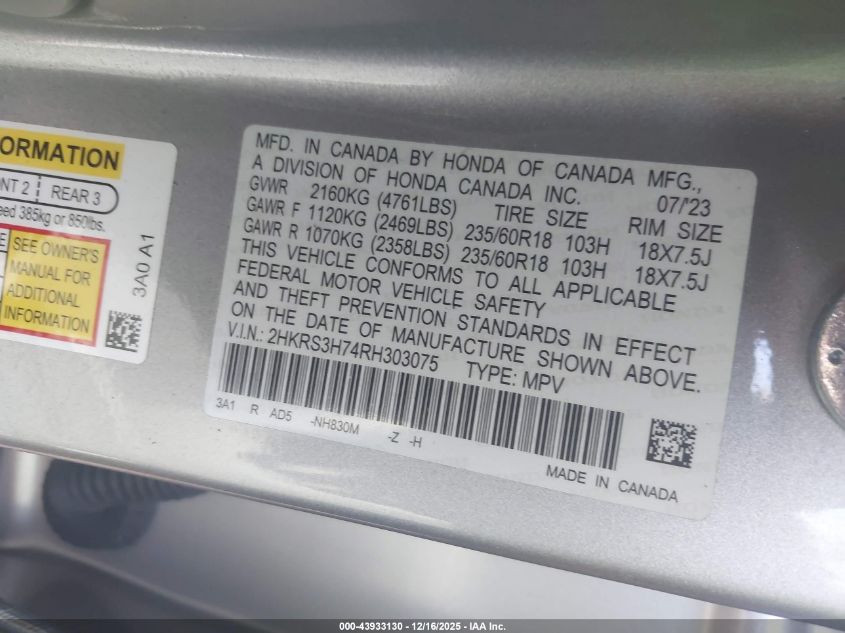 ORMATION
NT 2 | REAR 3
eed 385kg or 850lbs.
SEE OWNER'S
MANUAL FOR
ADDITIONAL
INFORMATION
3A0 A1
MFD. IN CANADA BY HONDA OF CANADA MFG.,
A DIVISION OF HONDA CANADA INC. 07/'23
GVWR 2160KG (4761LBS) TIRE SIZE RIM SIZE
GAWR F 1120KG (2469LBS) 235/60R18 103H 18X7.5J
GAWR R 1070KG (2358LBS) 235/60R18 103H 18X7.5J
THIS VEHICLE CONFORMS TO ALL APPLICABLE
FEDERAL MOTOR VEHICLE SAFETY
AND THEFT PREVENTION STANDARDS IN EFFECT
ON THE DATE OF MANUFACTURE SHOWN ABOVE.
V.I.N.: 2HKRS3H74RH303075 TYPE: MPV
3A1 R AD5 -NH830M -Z -H
MADE IN CANADA
000-43933130 - 12/16/2025 - IAA Inc.